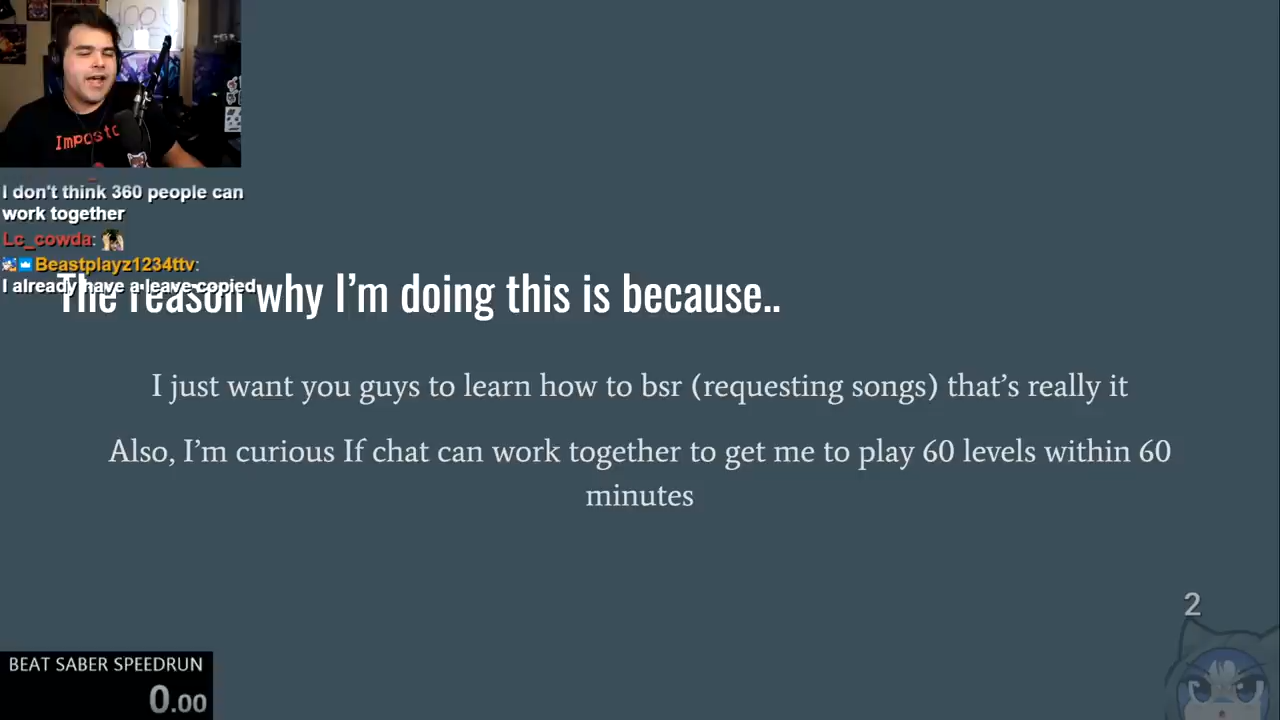 Imposto
I don't think 360 people can
work together
Lc_cowda:
Beastplayz1234ttv:
I already have a leave copied
The reason why I'm doing this is because..
I just want you guys to learn how to bsr (requesting songs) that's really it
Also, I'm curious If chat can work together to get me to play 60 levels within 60
minutes
2
BEAT SABER SPEEDRUN
0.00